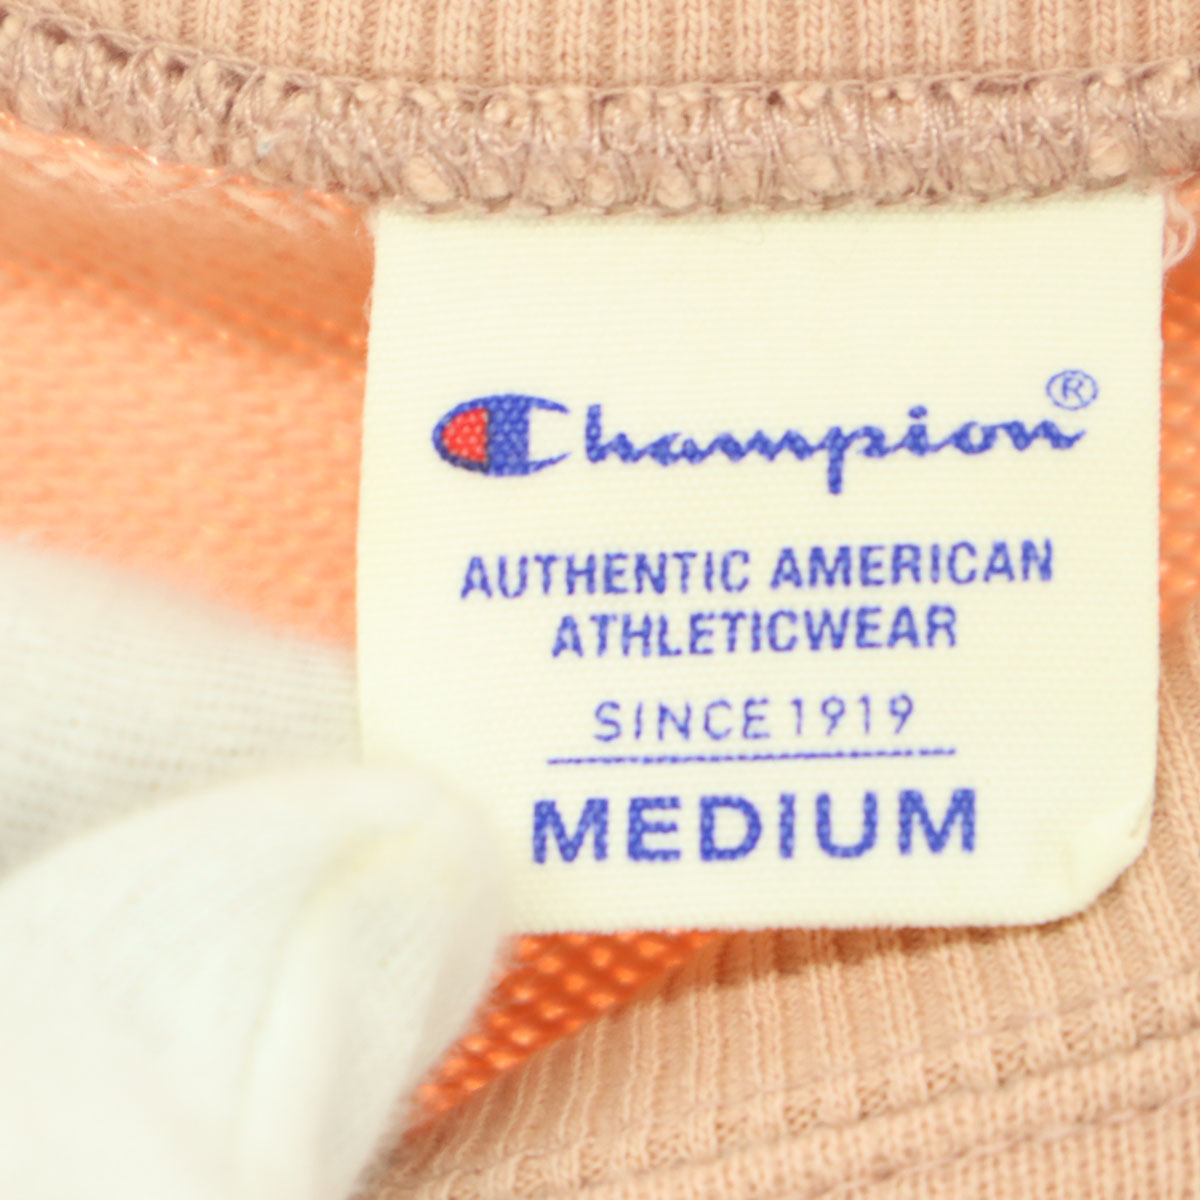 Champion®
AUTHENTIC AMERICAN
ATHLETICWEAR
SINCE 1919
MEDIUM